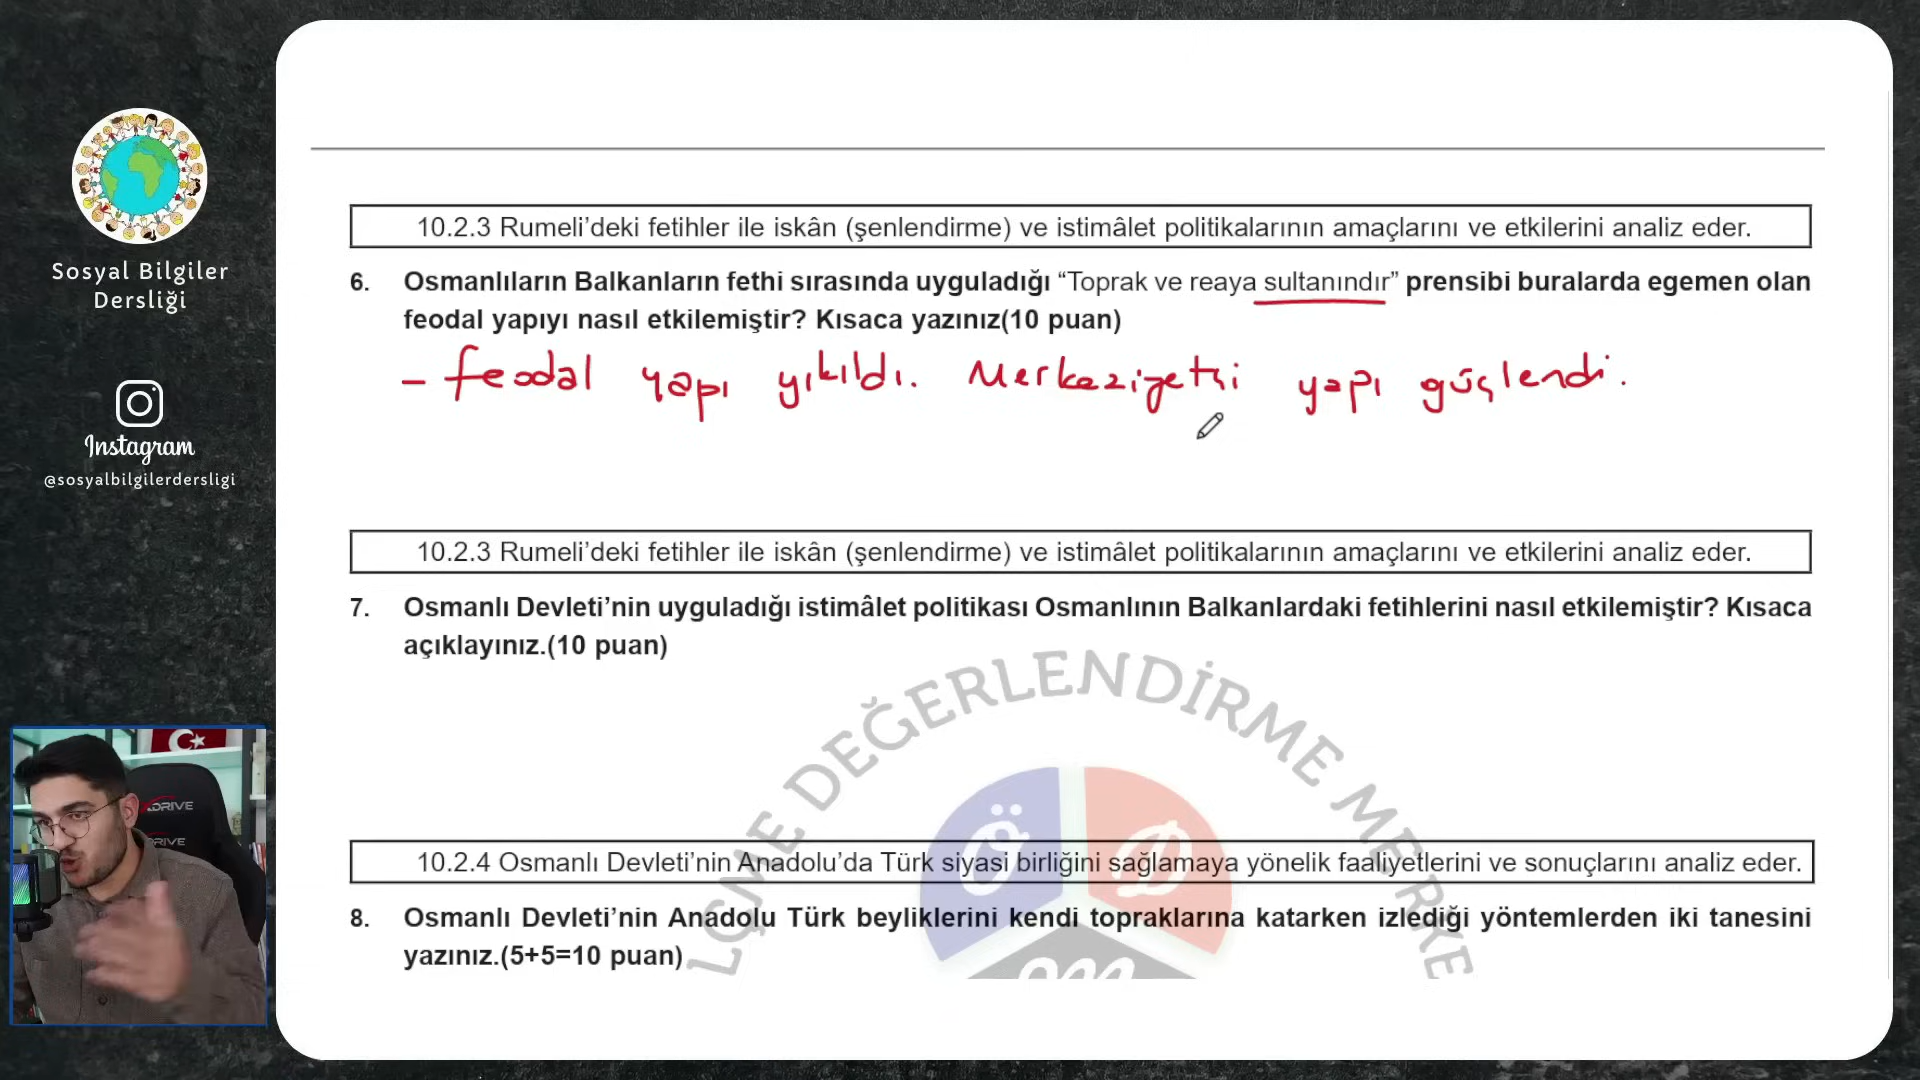 Sosyal Bilgiler
Dersliği
Instagram
@sosyalbilgilerdersligi
10.2.3 Rumeli’deki fetihler ile iskân (şenlendirme) ve istimâlet politikalarının amaçlarını ve etkilerini analiz eder.
6. Osmanlıların Balkanların fethi sırasında uyguladığı “Toprak ve reaya sultanındır” prensibi buralarda egemen olan
feodal yapıyı nasıl etkilemiştir? Kısaca yazınız(10 puan)
- feodal yapı yıkıldı. Merkeziyetçi yapı güçlendi.
10.2.3 Rumeli’deki fetihler ile iskân (şenlendirme) ve istimâlet politikalarının amaçlarını ve etkilerini analiz eder.
7. Osmanlı Devleti’nin uyguladığı istimâlet politikası Osmanlının Balkanlardaki fetihlerini nasıl etkilemiştir? Kısaca
açıklayınız.(10 puan)
LÇME DEĞERLENDİRME MERKE
Ö D
10.2.4 Osmanlı Devleti’nin Anadolu’da Türk siyasi birliğini sağlamaya yönelik faaliyetlerini ve sonuçlarını analiz eder.
8. Osmanlı Devleti’nin Anadolu Türk beyliklerini kendi topraklarına katarken izlediği yöntemlerden iki tanesini
yazınız.(5+5=10 puan)
DRIVE
DRIVE